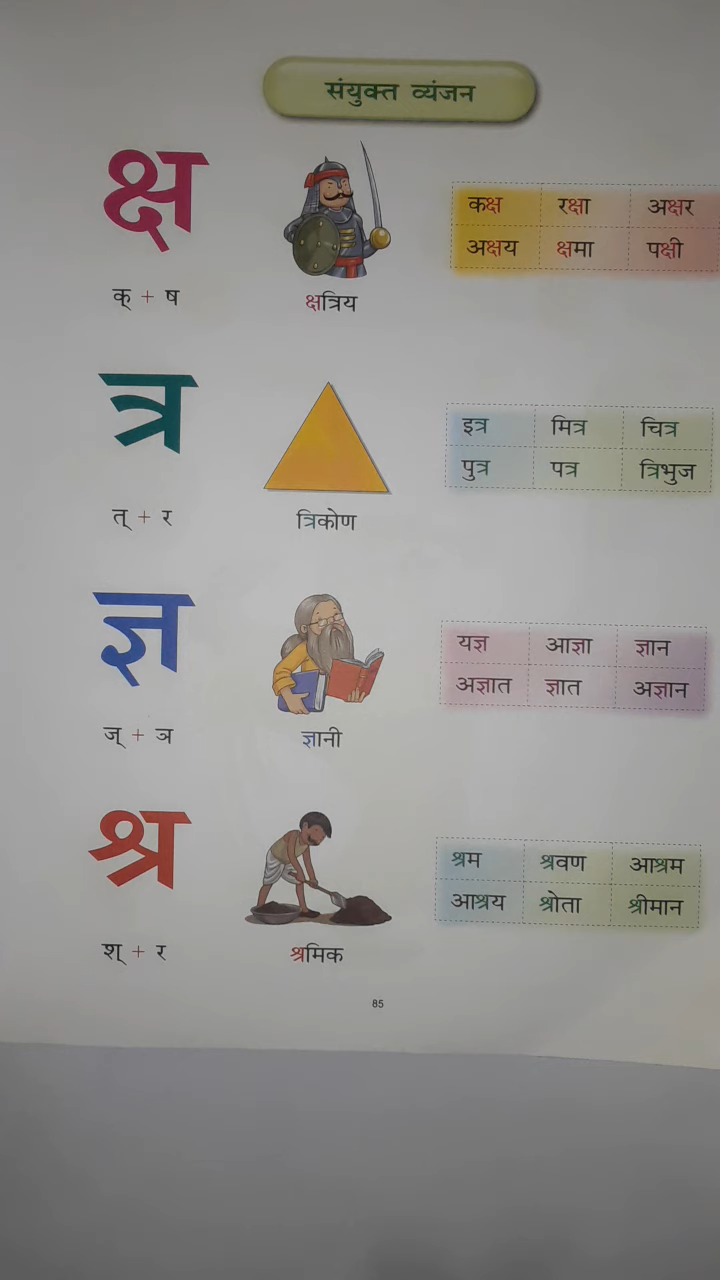 संयुक्त व्यंजन
क्ष
क् + ष
क्षत्रिय
कक्ष रक्षा अक्षर
अक्षय क्षमा पक्षी
त्र
त् + र
त्रिकोण
इत्र मित्र चित्र
पुत्र पत्र त्रिभुज
ज्ञ
ज् + ञ
ज्ञानी
यज्ञ आज्ञा ज्ञान
अज्ञात ज्ञात अज्ञान
श्र
श् + र
श्रमिक
श्रम श्रवण आश्रम
आश्रय श्रोता श्रीमान
85